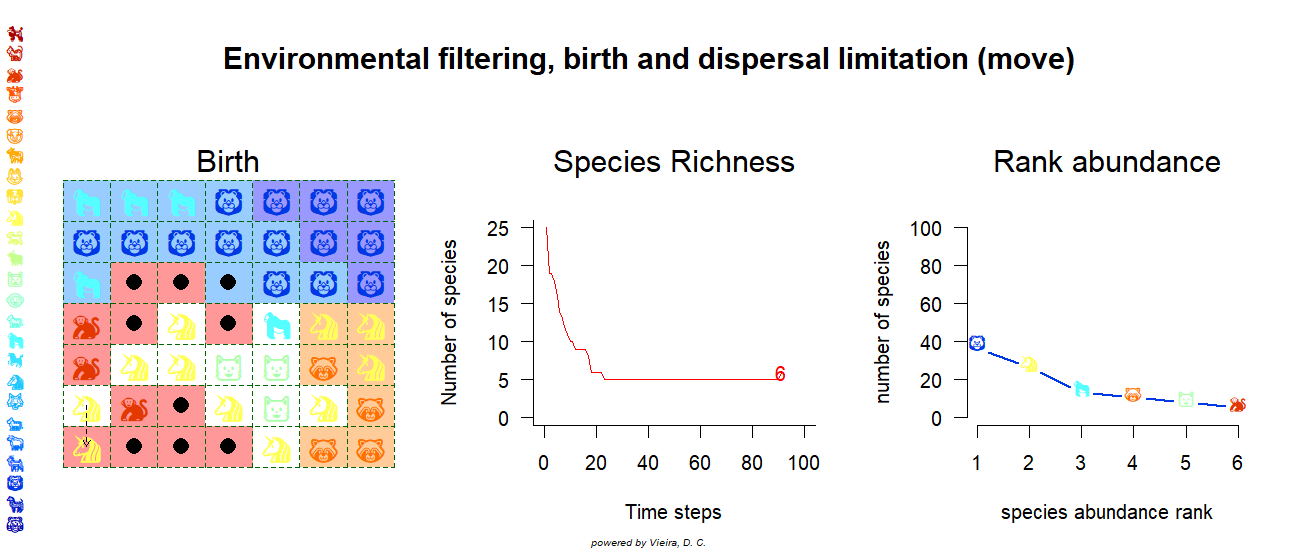 Environmental filtering, birth and dispersal limitation (move)
Birth
Species Richness
Rank abundance
Number of species
25
20
15
10
5
0
6
0 20 40 60 80 100
Time steps
number of species
100
80
60
40
20
0
1 2 3 4 5 6
species abundance rank
powered by Vieira, D. C.